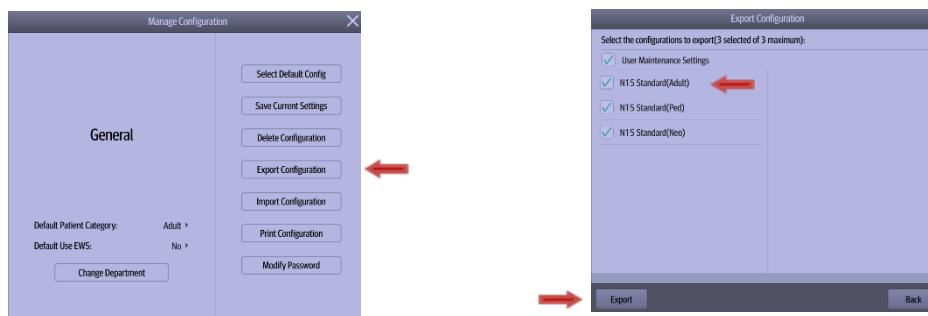 Manage Configuration
General
Default Patient Category: Adult
Default Use EWS: No
Change Department
Select Default Config
Save Current Settings
Delete Configuration
Export Configuration
Import Configuration
Print Configuration
Modify Password
Export Configuration
Select the configurations to export(3 selected of 3 maximum):
User Maintenance Settings
N15 Standard(Adult)
N15 Standard(Ped)
N15 Standard(Neo)
Export
Back